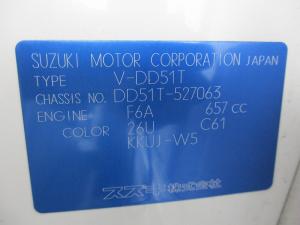 SUZUKI MOTOR CORPORATION JAPAN
TYPE V-DD51T
CHASSIS NO. DD51T-527063
ENGINE F6A 657 cc
COLOR 26U C61
KKUJ-W5
スズキ株式会社